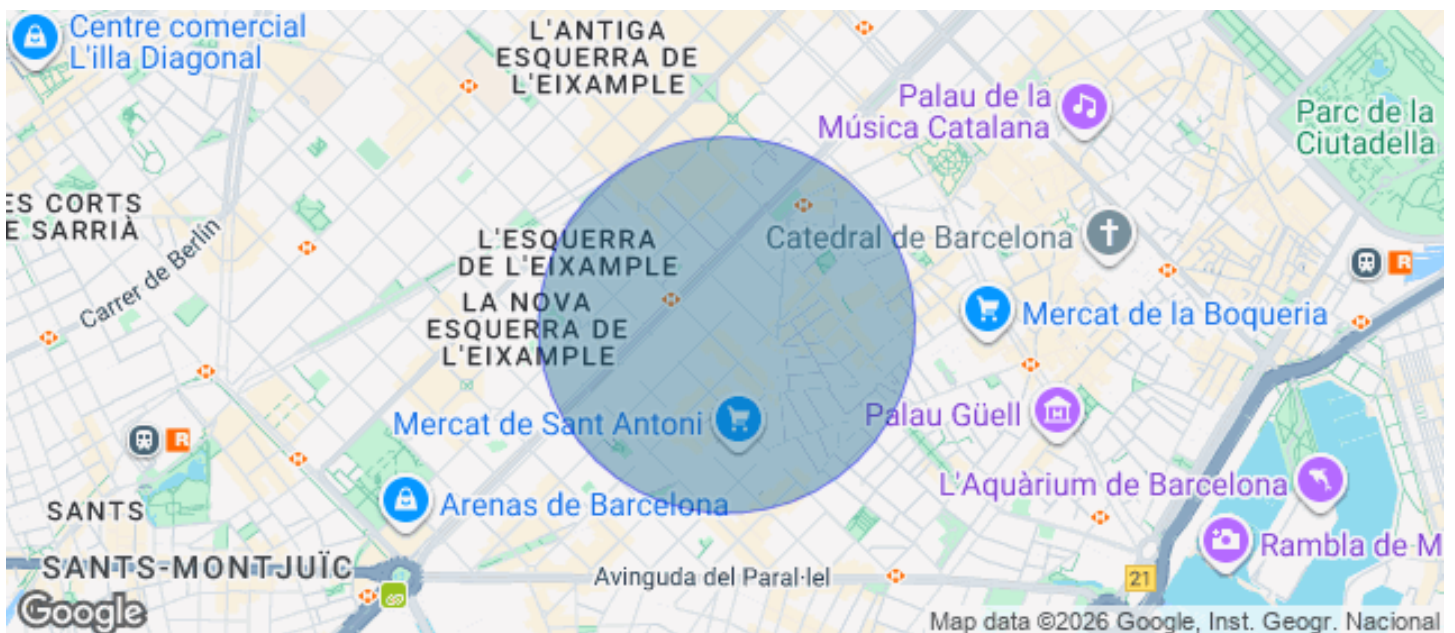 Centre comercial
L'illa Diagonal
L'ANTIGA
ESQUERRA DE
L'EIXAMPLE
Palau de la
Música Catalana
Parc de la
Ciutadella
ES CORTS
E SARRIÀ
Carrer de Berlín
L'ESQUERRA
DE L'EIXAMPLE
Catedral de Barcelona
LA NOVA
ESQUERRA DE
L'EIXAMPLE
Mercat de la Boqueria
R
Mercat de Sant Antoni
Palau Güell
R
Arenas de Barcelona
L'Aquàrium de Barcelona
SANTS
Rambla de M
SANTS-MONTJUÏC
Avinguda del Paral·lel
21
Google
Map data ©2026 Google, Inst. Geogr. Nacional